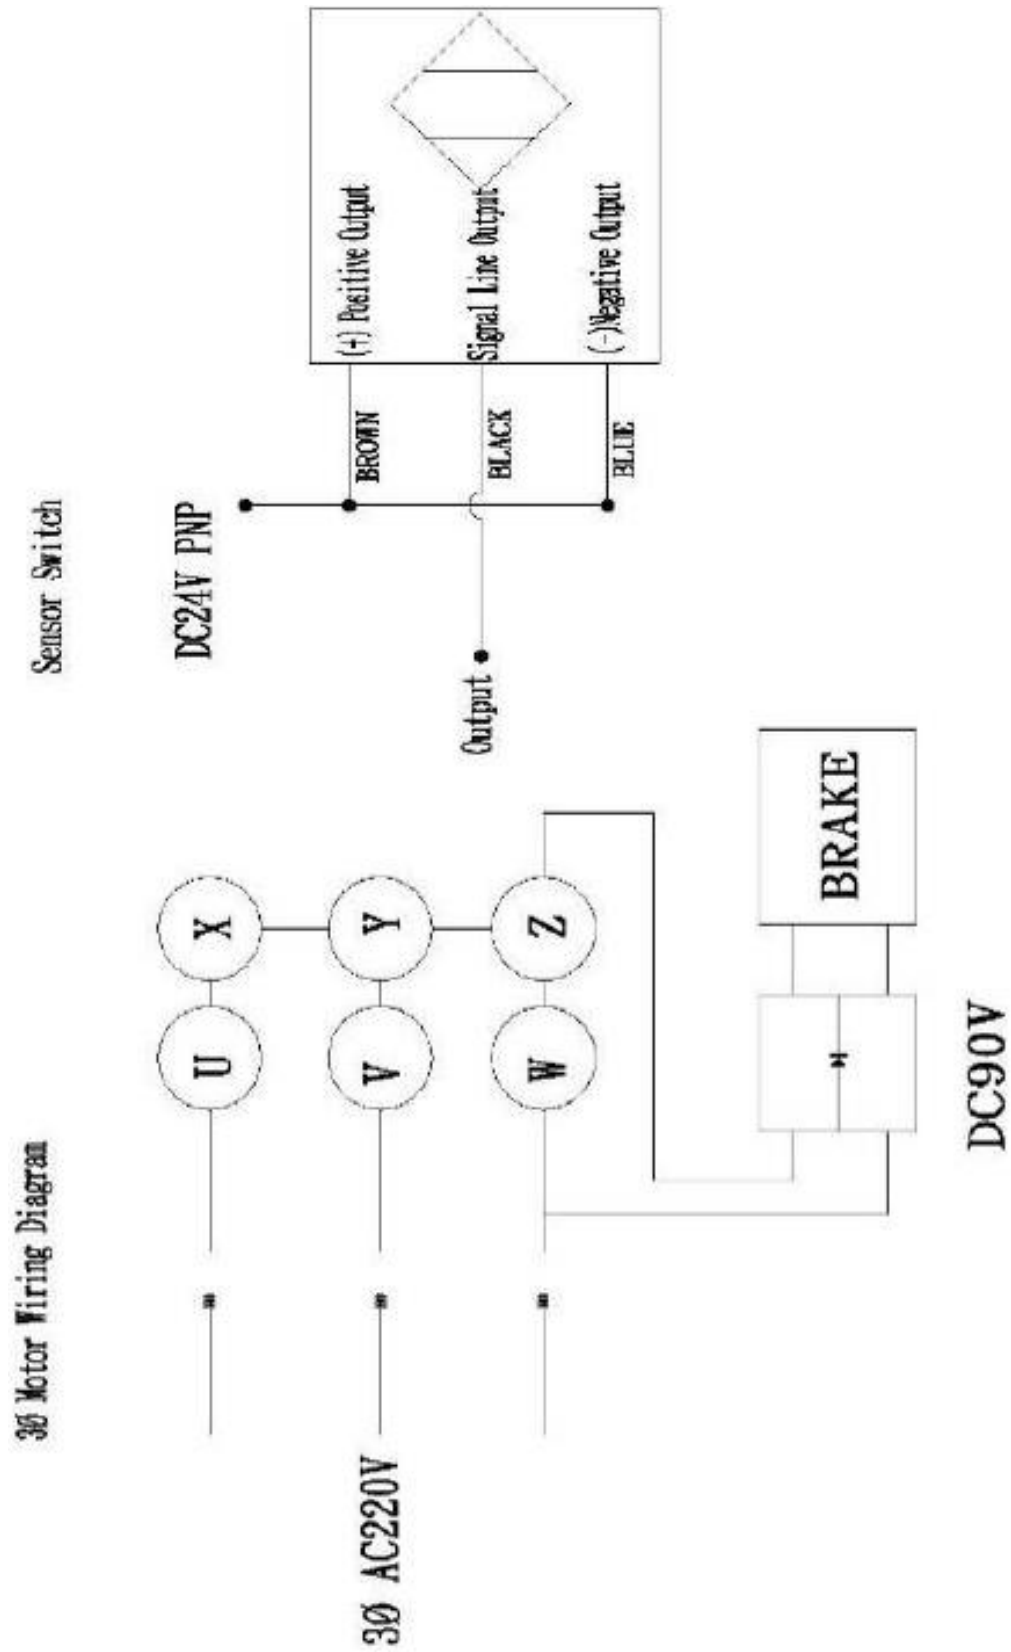 3Ø Motor Wiring Diagram
Sensor Switch
3Ø AC220V
U X
V Y
W Z
DC90V
BRAKE
DC24V PNP
Output
BROWN
BLACK
BLUE
(+) Positive Output
Signal Line Output
(-)Negative Output